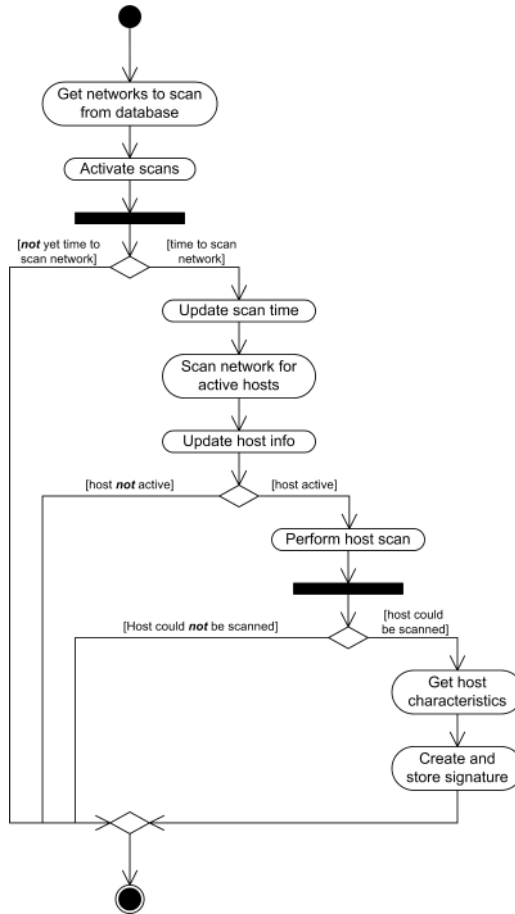 Get networks to scan
from database
Activate scans
[not yet time to
scan network]
[time to scan
network]
Update scan time
Scan network for
active hosts
Update host info
[host not active]
[host active]
Perform host scan
[Host could not be scanned]
[host could
be scanned]
Get host
characteristics
Create and
store signature